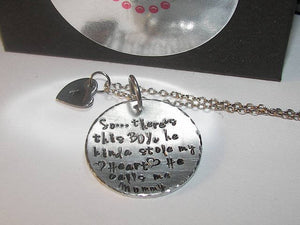 So...there's
this Boy, he
kinda stole my
♡Heart♡ He
calls me
Mommy